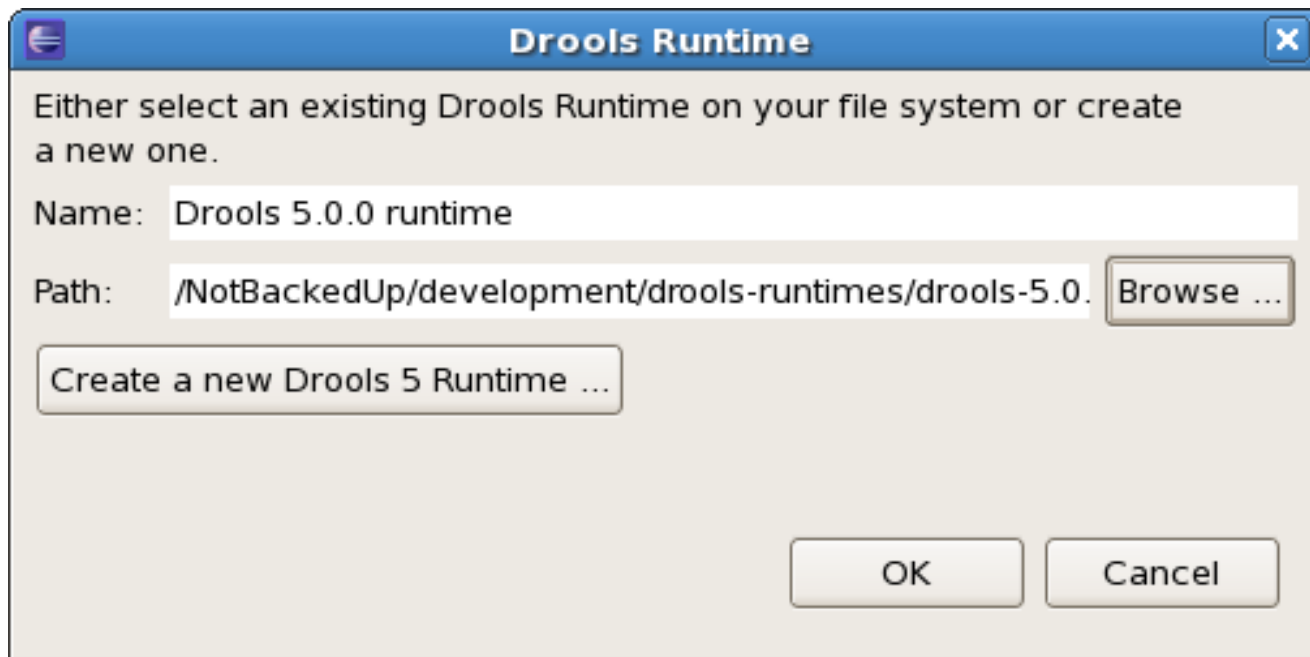 Drools Runtime
Either select an existing Drools Runtime on your file system or create
a new one.
Name: Drools 5.0.0 runtime
Path: /NotBackedUp/development/drools-runtimes/drools-5.0. Browse ...
Create a new Drools 5 Runtime ...
OK Cancel